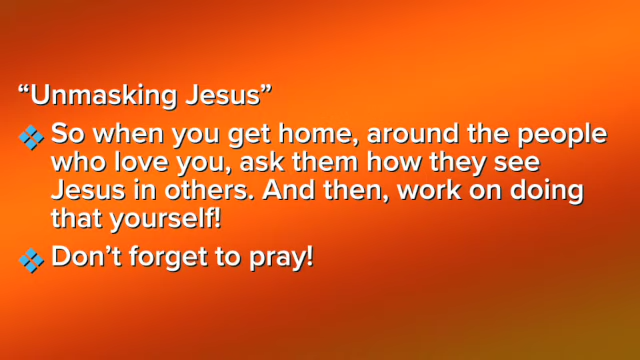 “Unmasking Jesus”
❖ So when you get home, around the people
who love you, ask them how they see
Jesus in others. And then, work on doing
that yourself!
❖ Don’t forget to pray!